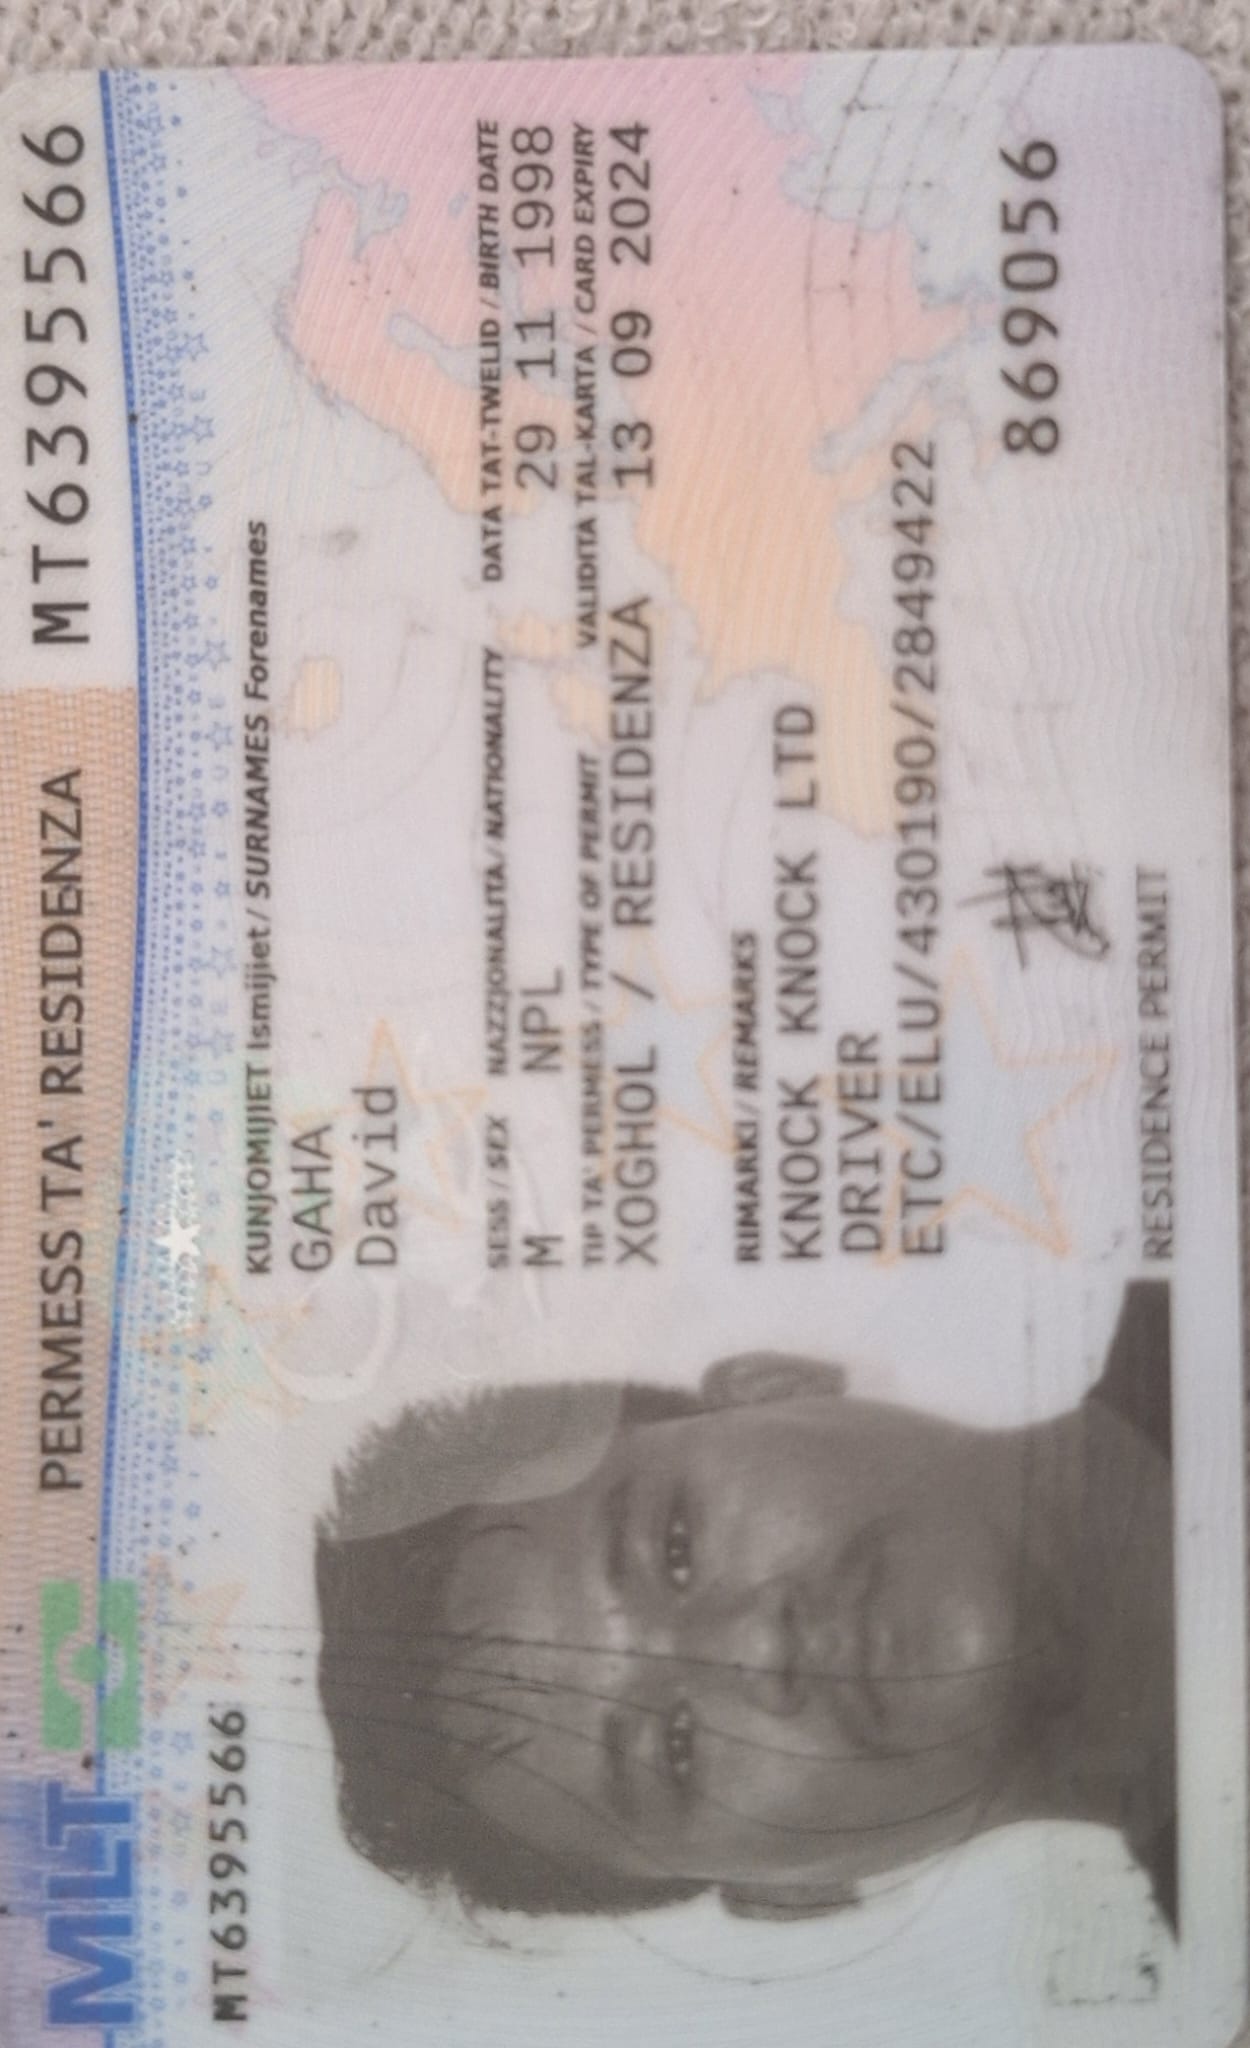 MLT PERMESS TA' RESIDENZA MT6395566
MT6395566
KUNJOMIJIET Ismijiet / SURNAMES Forenames
GAHA
David
SESS / SEX NAZZJONALITA / NATIONALITY DATA TAT-TWELID / BIRTH DATE
M NPL 29 11 1998
TIP TA' PERMESS / TYPE OF PERMIT VALIDITÀ TAL-KARTA / CARD EXPIRY
XOGHOL / RESIDENZA 13 09 2024
RIMARKI / REMARKS
KNOCK KNOCK LTD
DRIVER
ETC/ELU/430190/2849422
869056
RESIDENCE PERMIT